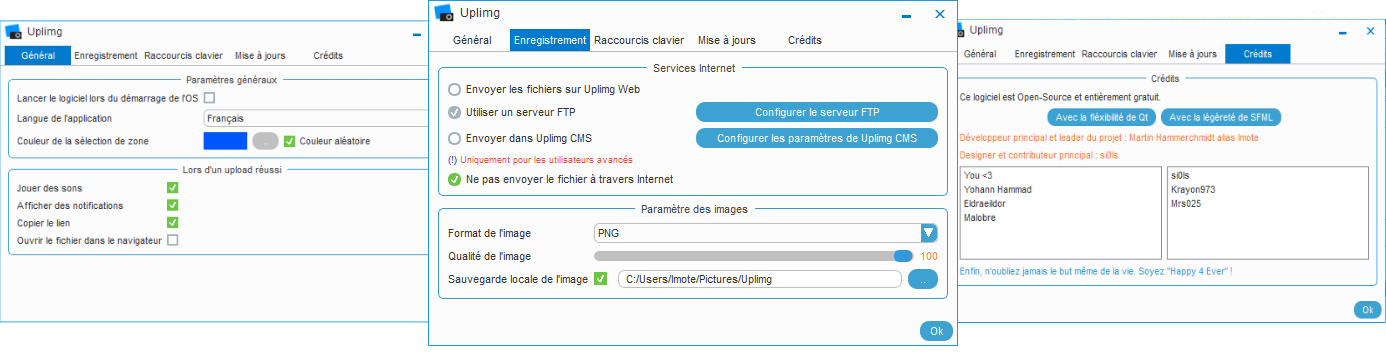 Uplimg
Général Enregistrement Raccourcis clavier Mise à jours Crédits
Paramètres généraux
Lancer le logiciel lors du démarrage de l'OS
Langue de l'application Français
Couleur de la sélection de zone .. Couleur aléatoire
Lors d'un upload réussi
Jouer des sons
Afficher des notifications
Copier le lien
Ouvrir le fichier dans le navigateur
Uplimg
Général Enregistrement Raccourcis clavier Mise à jours Crédits
Services Internet
Envoyer les fichiers sur Uplimg Web
Utiliser un serveur FTP Configurer le serveur FTP
Envoyer dans Uplimg CMS Configurer les paramètres de Uplimg CMS
(!) Uniquement pour les utilisateurs avancés
Ne pas envoyer le fichier à travers Internet
Paramètre des images
Format de l'image PNG
Qualité de l'image 100
Sauvegarde locale de l'image C:/Users/Imote/Pictures/Uplimg ..
Ok
Uplimg
Général Enregistrement Raccourcis clavier Mise à jours Crédits
Crédits
Ce logiciel est Open-Source et entièrement gratuit.
Avec la fléxibilité de Qt Avec la légèreté de SFML
Développeur principal et leader du projet : Martin Hammerchmidt alias Imote
Designer et contributeur principal : si0ls
You <3
Yohann Hammad
Eldraeildor
Malobre
si0ls
Krayon973
Mrs025
Enfin, n'oubliez jamais le but même de la vie. Soyez "Happy 4 Ever" !
Ok